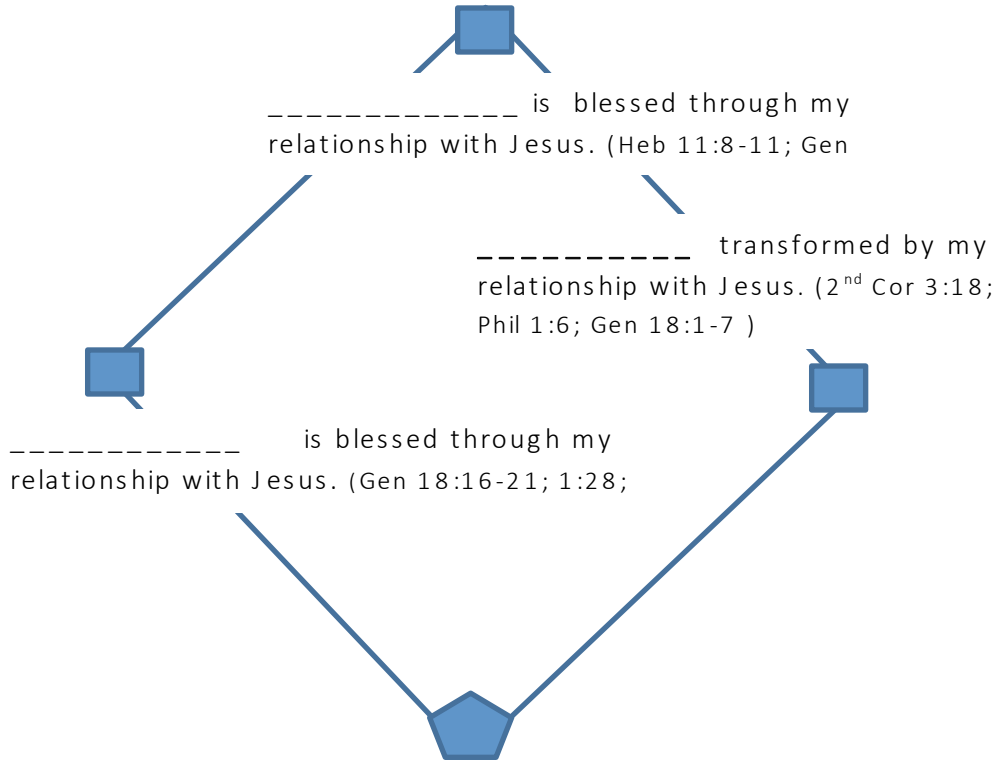 _____________ is blessed through my
relationship with Jesus. (Heb 11:8-11; Gen
__________ transformed by my
relationship with Jesus. (2nd Cor 3:18;
Phil 1:6; Gen 18:1-7 )
____________ is blessed through my
relationship with Jesus. (Gen 18:16-21; 1:28;